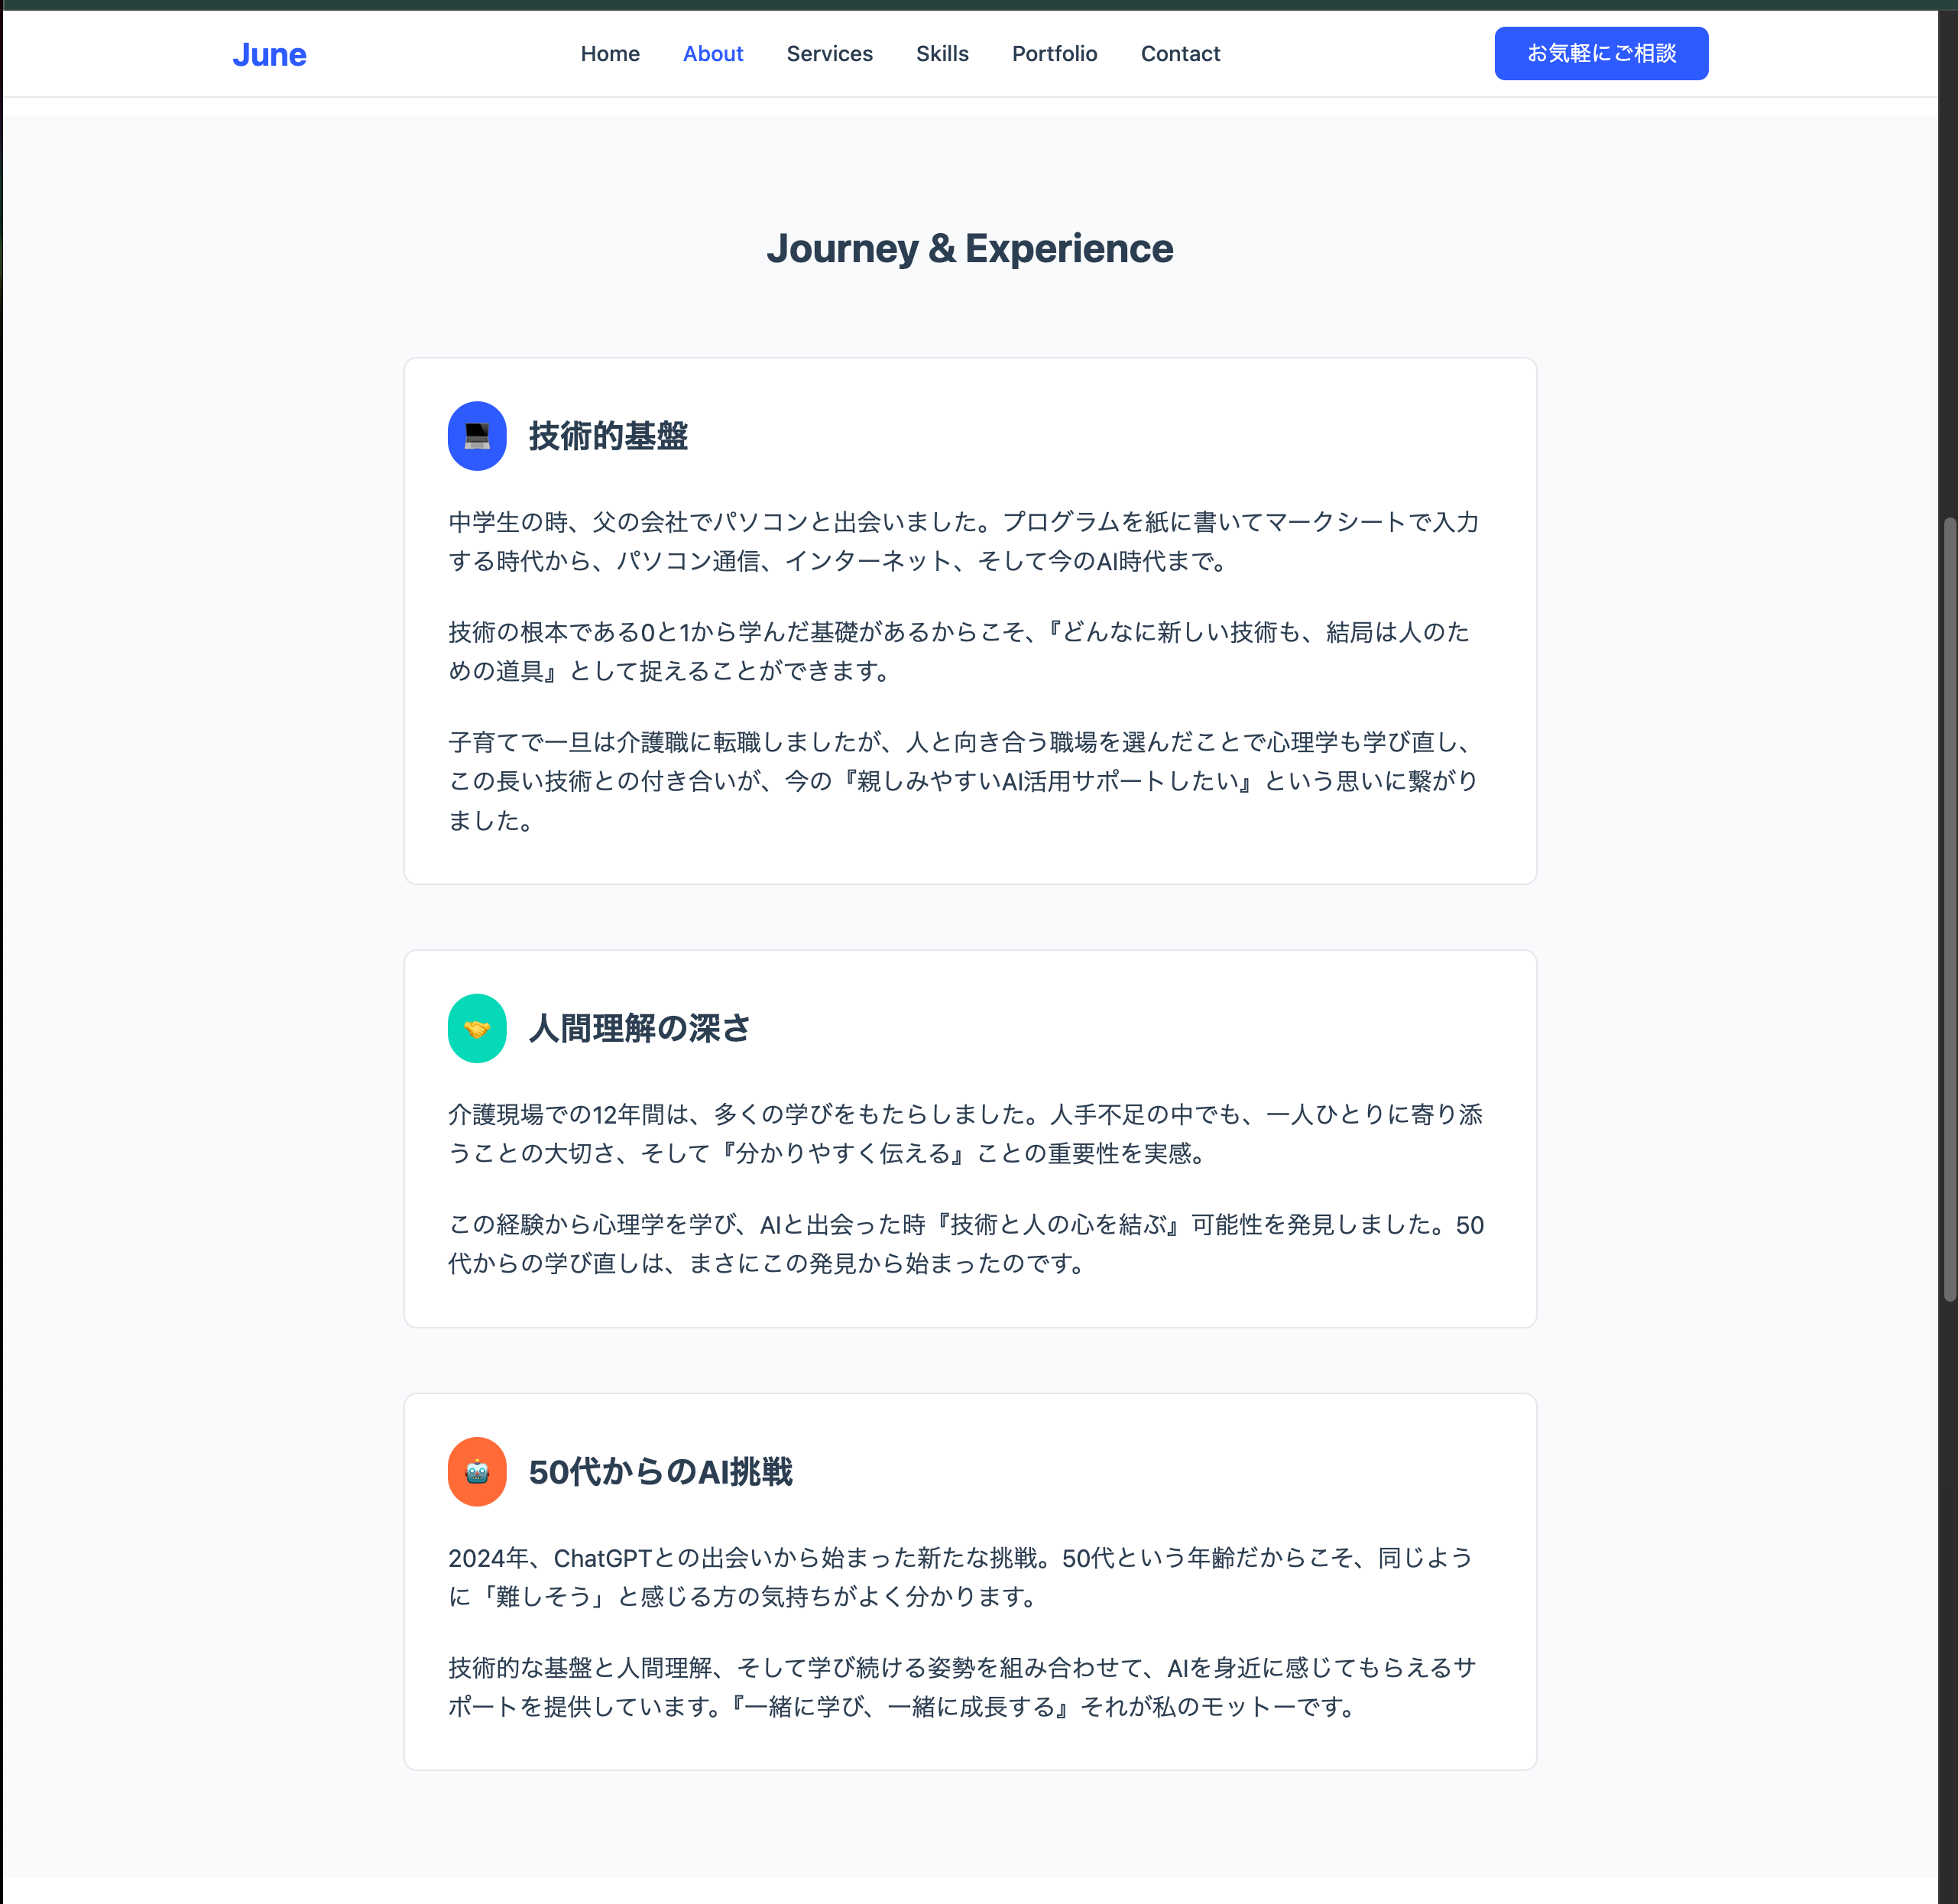 June
Home About Services Skills Portfolio Contact
お気軽にご相談
Journey & Experience
技術的基盤
中学生の時、父の会社でパソコンと出会いました。プログラムを紙に書いてマークシートで入力
する時代から、パソコン通信、インターネット、そして今のAI時代まで。
技術の根本である0と1から学んだ基礎があるからこそ、『どんなに新しい技術も、結局は人のた
めの道具』として捉えることができます。
子育てで一旦は介護職に転職しましたが、人と向き合う職場を選んだことで心理学も学び直し、
この長い技術との付き合いが、今の『親しみやすいAI活用サポートしたい』という思いに繋がり
ました。
人間理解の深さ
介護現場での12年間は、多くの学びをもたらしました。人手不足の中でも、一人ひとりに寄り添
うことの大切さ、そして『分かりやすく伝える』ことの重要性を実感。
この経験から心理学を学び、AIと出会った時『技術と人の心を結ぶ』可能性を発見しました。50
代からの学び直しは、まさにこの発見から始まったのです。
50代からのAI挑戦
2024年、ChatGPTとの出会いから始まった新たな挑戦。50代という年齢だからこそ、同じよう
に「難しそう」と感じる方の気持ちがよく分かります。
技術的な基盤と人間理解、そして学び続ける姿勢を組み合わせて、AIを身近に感じてもらえるサ
ポートを提供しています。『一緒に学び、一緒に成長する』それが私のモットーです。